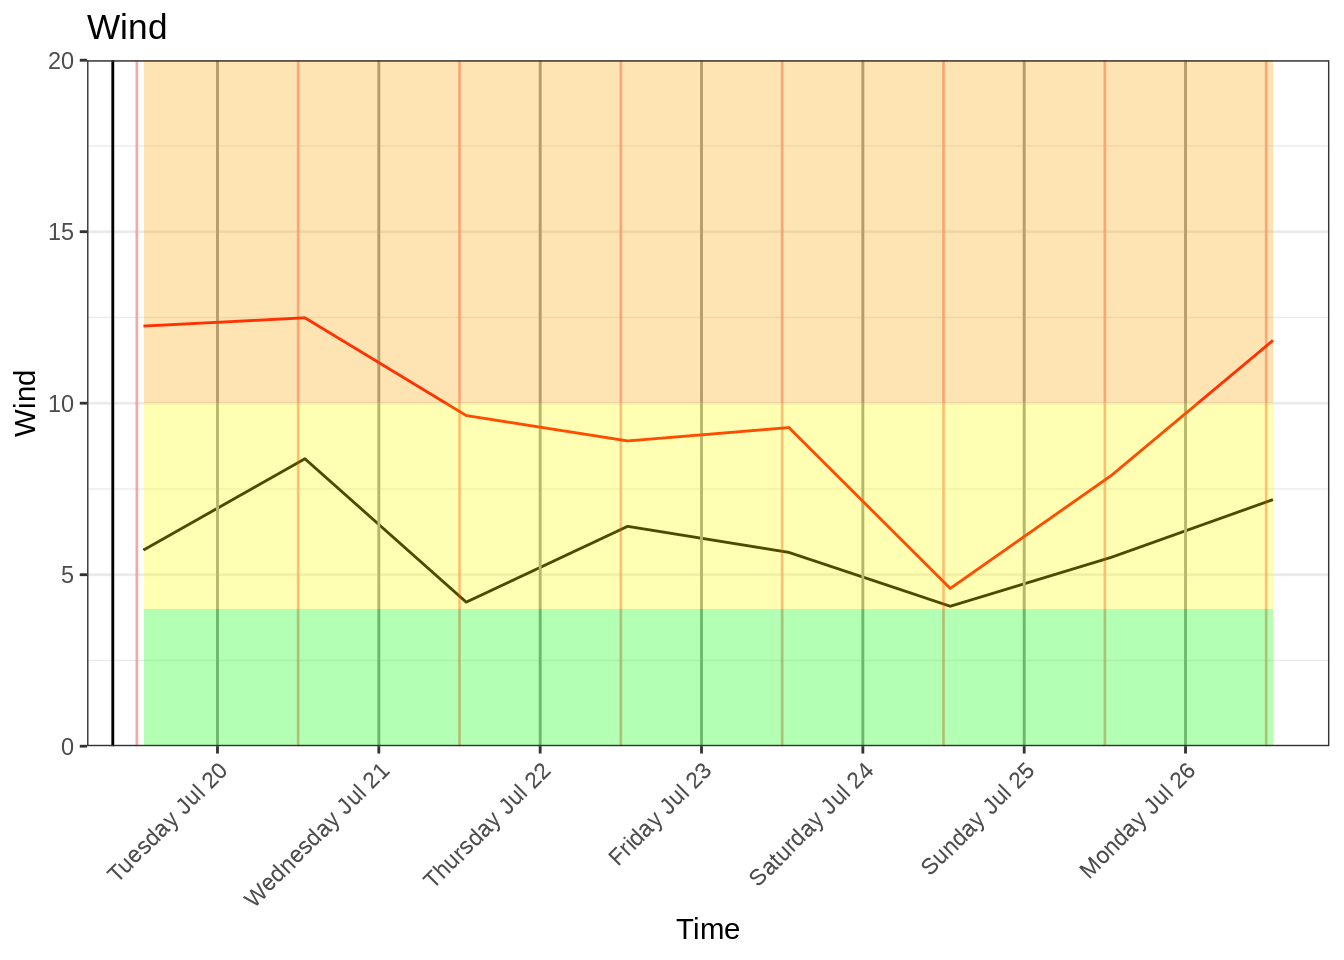 Wind
20
15
10
5
0
Wind
Tuesday Jul 20
Wednesday Jul 21
Thursday Jul 22
Friday Jul 23
Saturday Jul 24
Sunday Jul 25
Monday Jul 26
Time